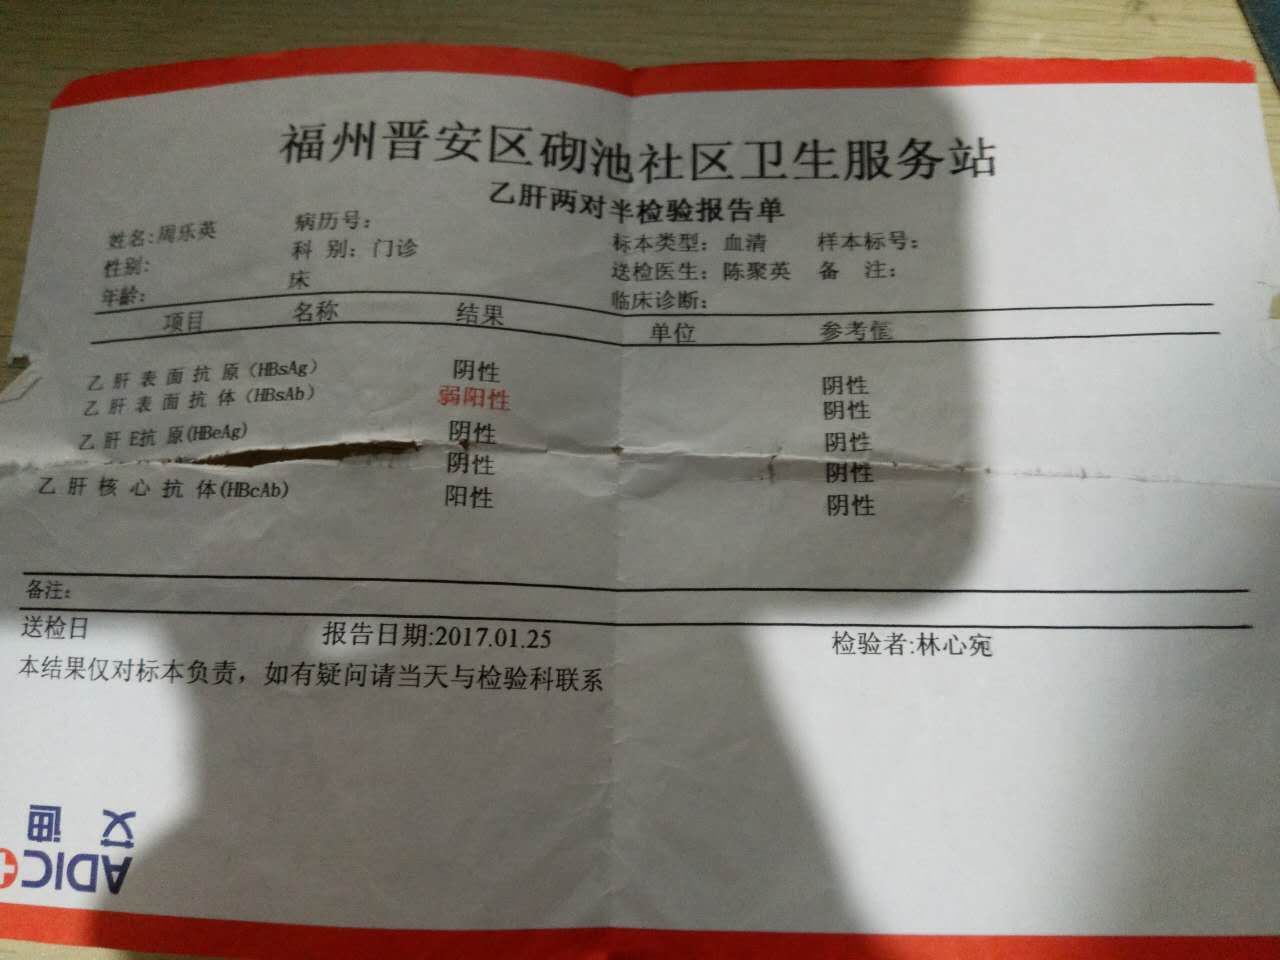 福州晋安区砌池社区卫生服务站
乙肝两对半检验报告单
姓名:周乐英 病历号： 标本类型：血清 样本标号：
性别: 科 别：门诊 送检医生：陈聚英 备 注：
年龄: 床 临床诊断：
项目 名称 结果 单位 参考值
乙肝表面抗原（HBsAg） 阴性 阴性
乙肝表面抗体（HBsAb） 弱阳性 阴性
乙肝E抗原(HBeAg) 阴性 阴性
阴性 阴性
乙肝核心抗体(HBcAb) 阳性 阴性
备注:
送检日 报告日期:2017.01.25 检验者:林心宛
本结果仅对标本负责，如有疑问请当天与检验科联系
艾迪
ADIC